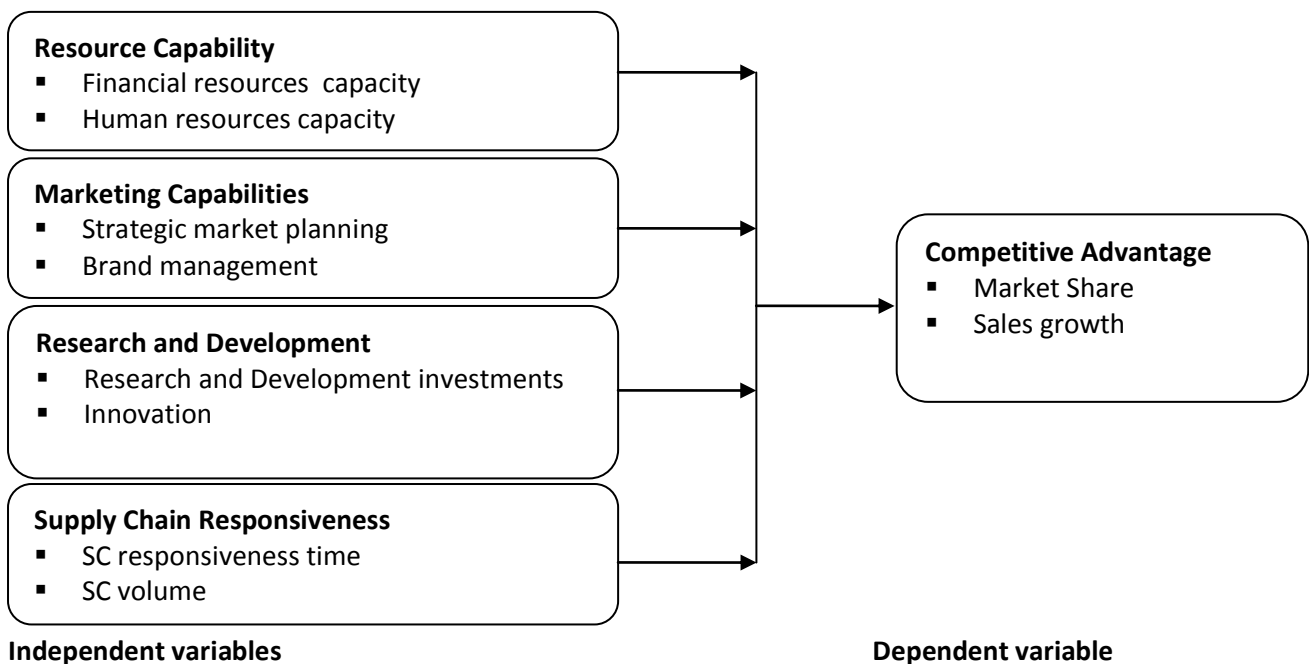 Resource Capability
▪ Financial resources  capacity
▪ Human resources capacity
Marketing Capabilities
▪ Strategic market planning
▪ Brand management
Research and Development
▪ Research and Development investments
▪ Innovation
Supply Chain Responsiveness
▪ SC responsiveness time
▪ SC volume
Independent variables
Competitive Advantage
▪ Market Share
▪ Sales growth
Dependent variable